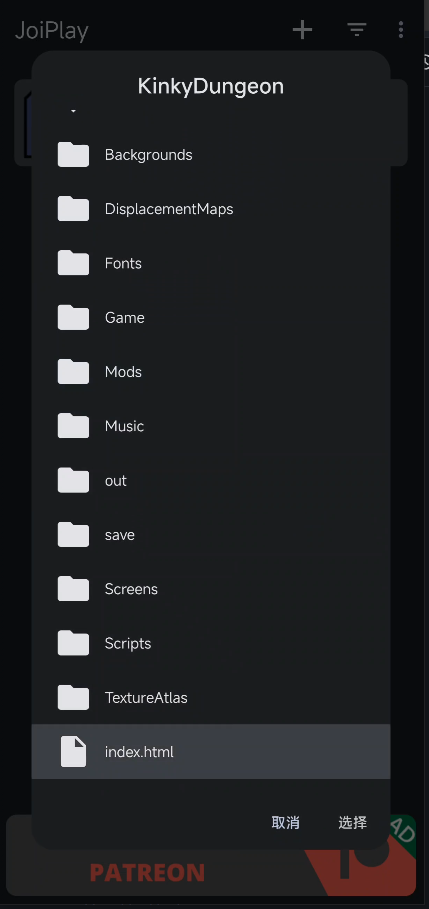 JoiPlay
KinkyDungeon
Backgrounds
DisplacementMaps
Fonts
Game
Mods
Music
out
save
Screens
Scripts
TextureAtlas
index.html
取消
选择
AD
PATREON